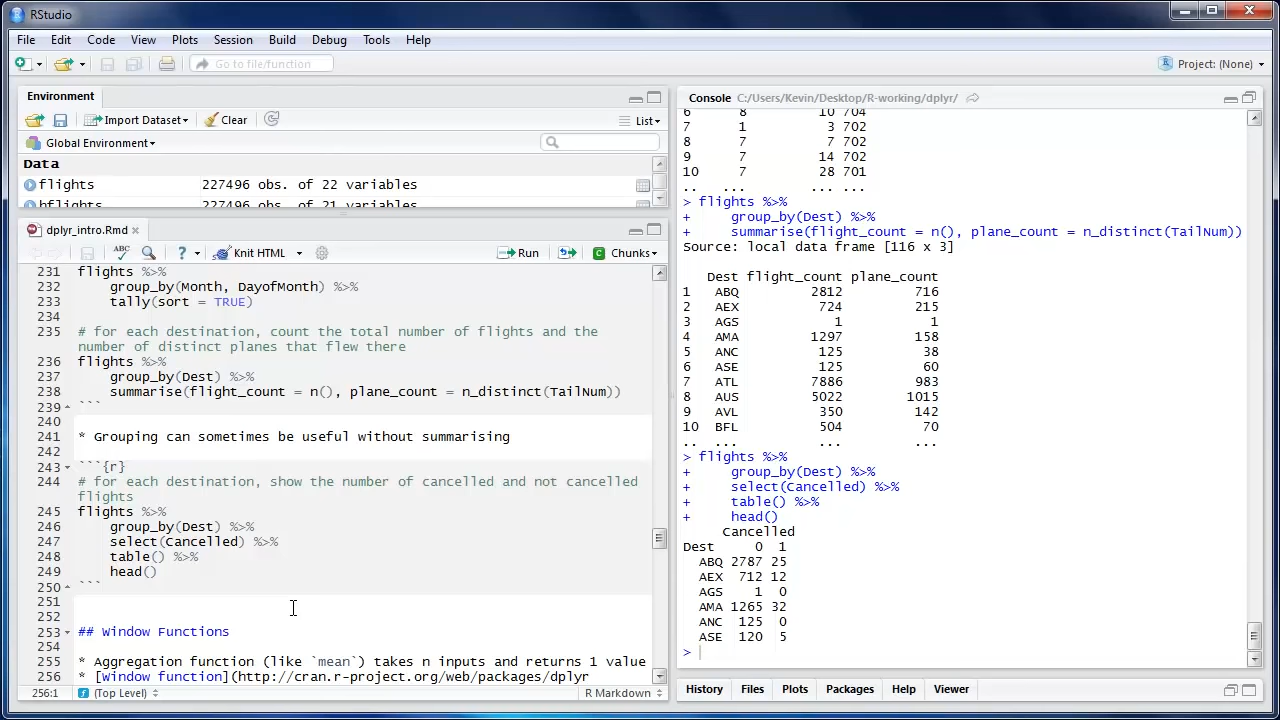 RStudio
File Edit Code View Plots Session Build Debug Tools Help
Go to file/function
Project: (None)
Environment
Import Dataset
Clear
List
Global Environment
Data
flights 227496 obs. of 22 variables
hflights 227496 obs. of 21 variables
dplyr_intro.Rmd
ABC
? Knit HTML
Run
Chunks
231 flights %>%
232     group_by(Month, DayofMonth) %>%
233     tally(sort = TRUE)
234
235 # for each destination, count the total number of flights and the
number of distinct planes that flew there
236 flights %>%
237     group_by(Dest) %>%
238     summarise(flight_count = n(), plane_count = n_distinct(TailNum))
239 ```
240
241 * Grouping can sometimes be useful without summarising
242
243 ```{r}
244 # for each destination, show the number of cancelled and not cancelled
flights
245 flights %>%
246     group_by(Dest) %>%
247     select(Cancelled) %>%
248     table() %>%
249     head()
250 ```
251
252
253 ## Window Functions
254
255 * Aggregation function (like `mean`) takes n inputs and returns 1 value
256 * [Window function](http://cran.r-project.org/web/packages/dplyr
256:1 (Top Level) R Markdown
Console C:/Users/Kevin/Desktop/R-working/dplyr/
6 8 10 704
7 1 3 702
8 7 7 702
9 7 14 702
10 7 28 701
.. ... ... ...
> flights %>%
+     group_by(Dest) %>%
+     summarise(flight_count = n(), plane_count = n_distinct(TailNum))
Source: local data frame [116 x 3]
Dest flight_count plane_count
1 ABQ 2812 716
2 AEX 724 215
3 AGS 1 1
4 AMA 1297 158
5 ANC 125 38
6 ASE 125 60
7 ATL 7886 983
8 AUS 5022 1015
9 AVL 350 142
10 BFL 504 70
.. ... ... ...
> flights %>%
+     group_by(Dest) %>%
+     select(Cancelled) %>%
+     table() %>%
+     head()
Cancelled
Dest 0 1
ABQ 2787 25
AEX 712 12
AGS 1 0
AMA 1265 32
ANC 125 0
ASE 120 5
>
History Files Plots Packages Help Viewer